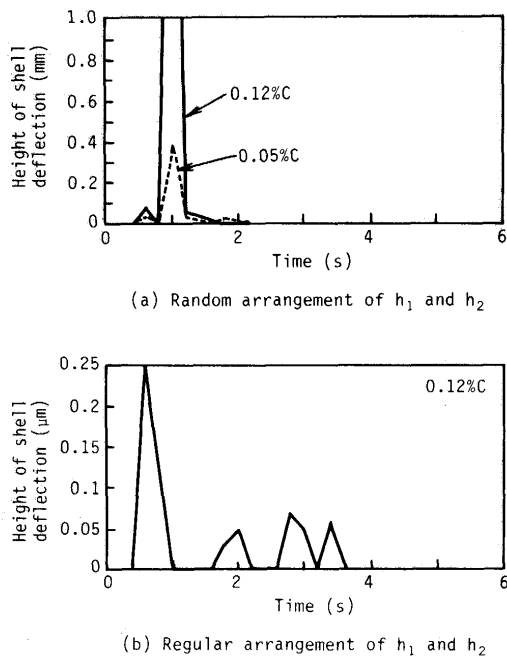 1.0
0.8
0.6
0.4
0.2
0
Height of shell
deflection (mm)
0.12%C
0.05%C
0 2 4 6
Time (s)
(a) Random arrangement of h₁ and h₂
0.25
0.2
0.15
0.1
0.05
0
Height of shell
deflection (μm)
0.12%C
0 2 4 6
Time (s)
(b) Regular arrangement of h₁ and h₂